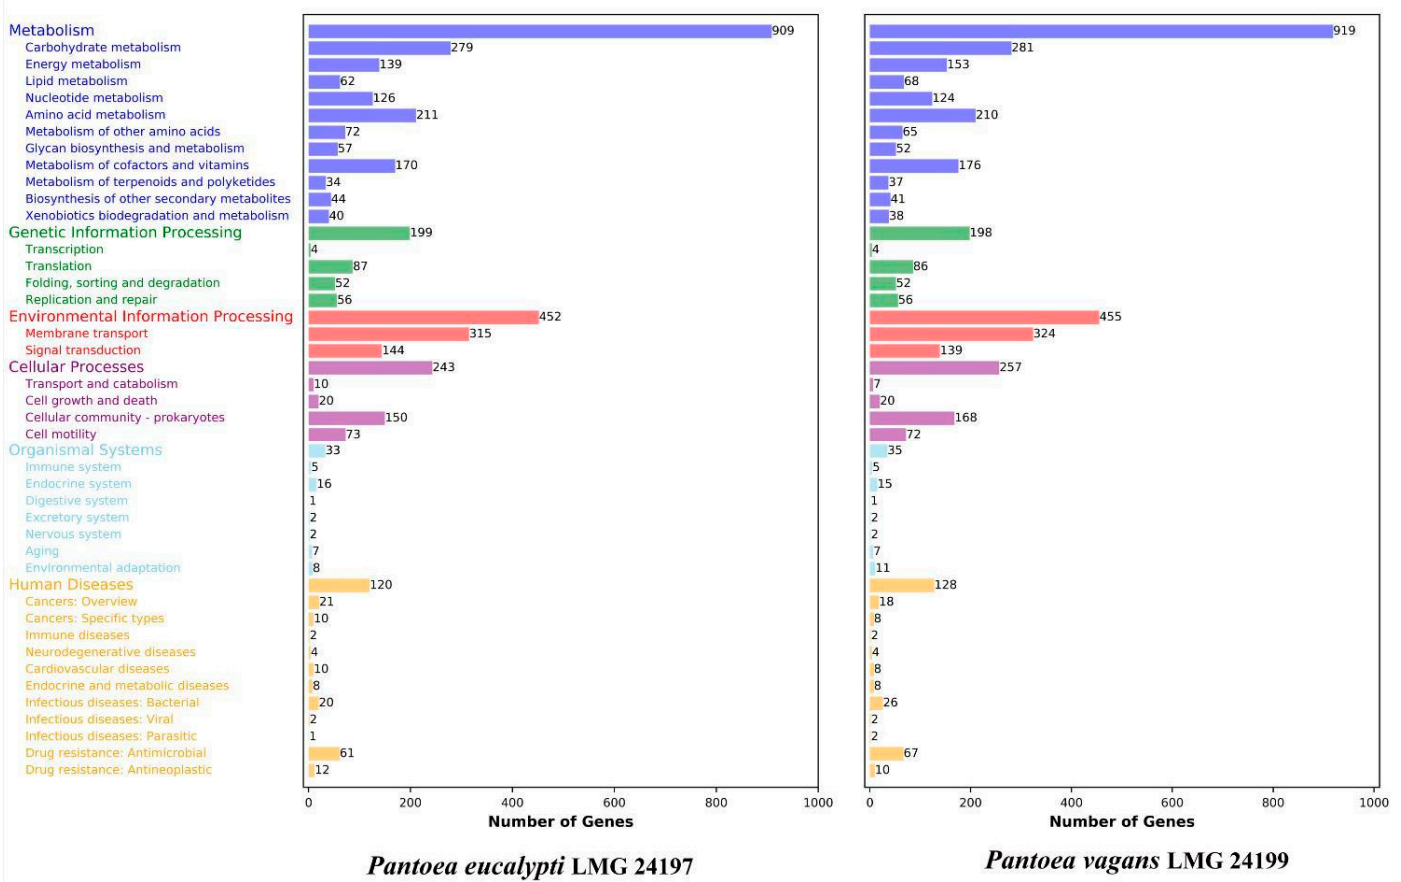 Metabolism 909 919
Carbohydrate metabolism 279 281
Energy metabolism 139 153
Lipid metabolism 62 68
Nucleotide metabolism 126 124
Amino acid metabolism 211 210
Metabolism of other amino acids 72 65
Glycan biosynthesis and metabolism 57 52
Metabolism of cofactors and vitamins 170 176
Metabolism of terpenoids and polyketides 34 37
Biosynthesis of other secondary metabolites 44 41
Xenobiotics biodegradation and metabolism 40 38
Genetic Information Processing 199 198
Transcription 4 4
Translation 87 86
Folding, sorting and degradation 52 52
Replication and repair 56 56
Environmental Information Processing 452 455
Membrane transport 315 324
Signal transduction 144 139
Cellular Processes 243 257
Transport and catabolism 10 7
Cell growth and death 20 20
Cellular community - prokaryotes 150 168
Cell motility 73 72
Organismal Systems 33 35
Immune system 5 5
Endocrine system 16 15
Digestive system 1 1
Excretory system 2 2
Nervous system 2 2
Aging 7 7
Environmental adaptation 8 11
Human Diseases 120 128
Cancers: Overview 21 18
Cancers: Specific types 10 8
Immune diseases 2 2
Neurodegenerative diseases 4 4
Cardiovascular diseases 10 8
Endocrine and metabolic diseases 8 8
Infectious diseases: Bacterial 20 26
Infectious diseases: Viral 2 2
Infectious diseases: Parasitic 1 2
Drug resistance: Antimicrobial 61 67
Drug resistance: Antineoplastic 12 10
0 200 400 600 800 1000 0 200 400 600 800 1000
Number of Genes Number of Genes
Pantoea eucalypti LMG 24197 Pantoea vagans LMG 24199